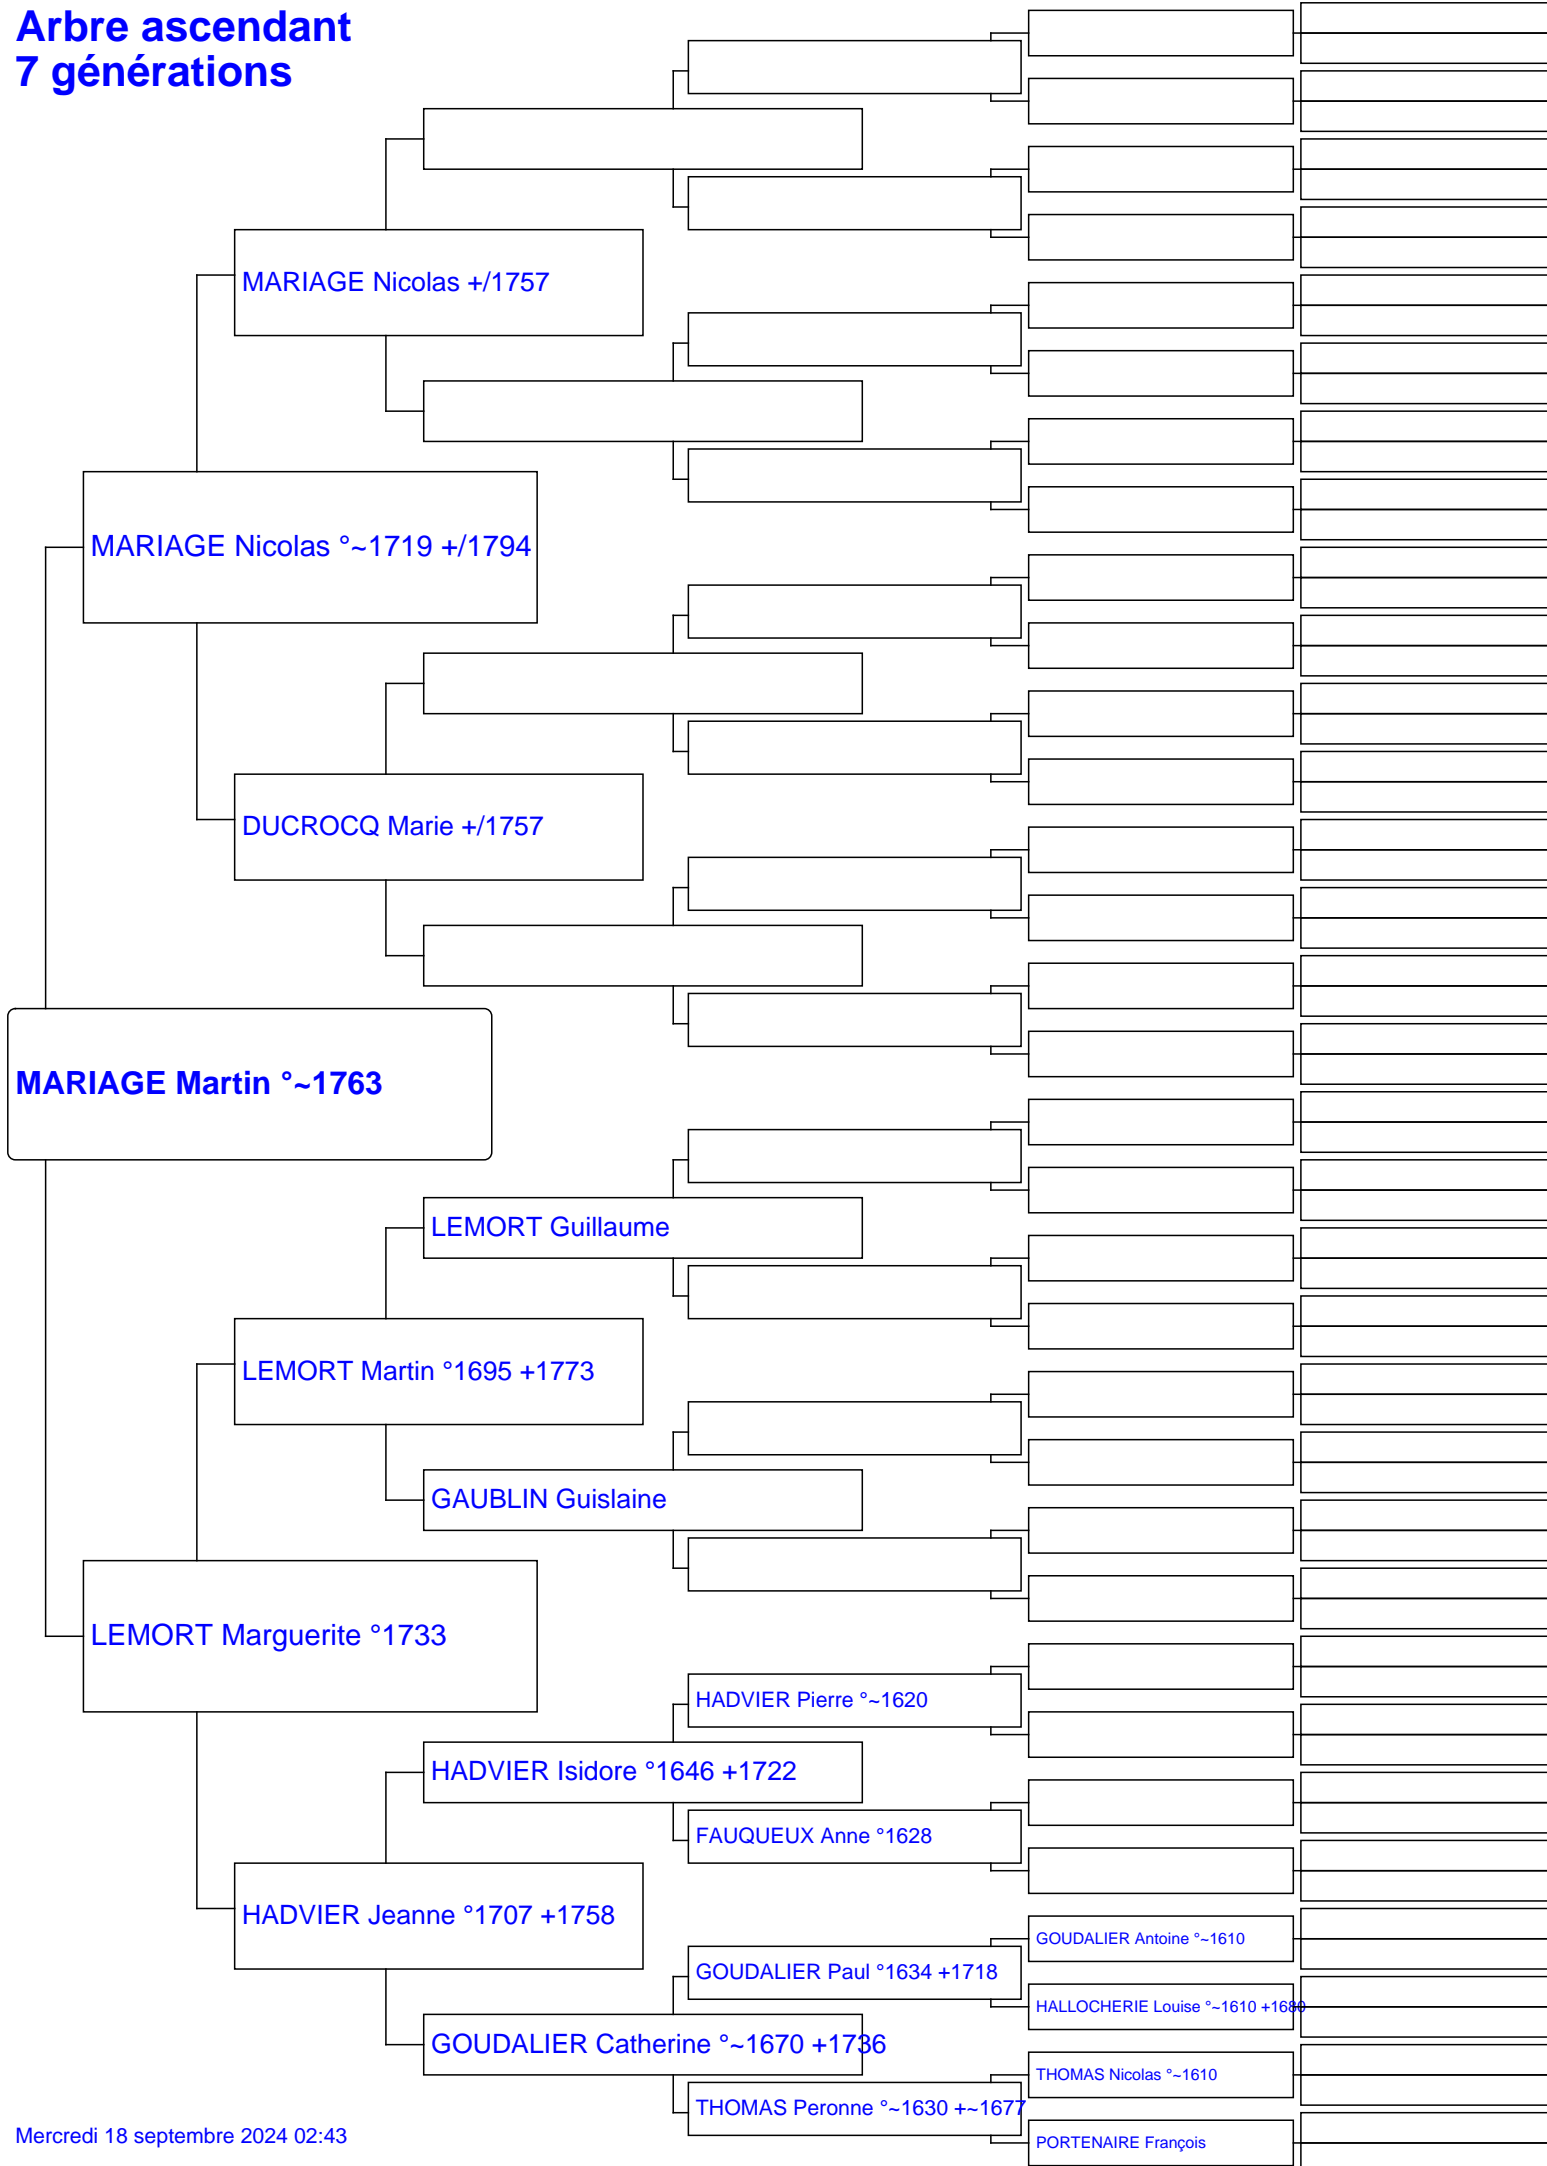 Arbre ascendant
7 générations
MARIAGE Nicolas +/1757
MARIAGE Nicolas °~1719 +/1794
DUCROCQ Marie +/1757
MARIAGE Martin °~1763
LEMORT Guillaume
LEMORT Martin °1695 +1773
GAUBLIN Guislaine
LEMORT Marguerite °1733
HADVIER Pierre °~1620
HADVIER Isidore °1646 +1722
FAUQUEUX Anne °1628
HADVIER Jeanne °1707 +1758
GOUDALIER Antoine °~1610
GOUDALIER Paul °1634 +1718
HALLOCHERIE Louise °~1610 +1680
GOUDALIER Catherine °~1670 +1736
THOMAS Nicolas °~1610
THOMAS Peronne °~1630 +~1677
PORTENAIRE François
Mercredi 18 septembre 2024 02:43